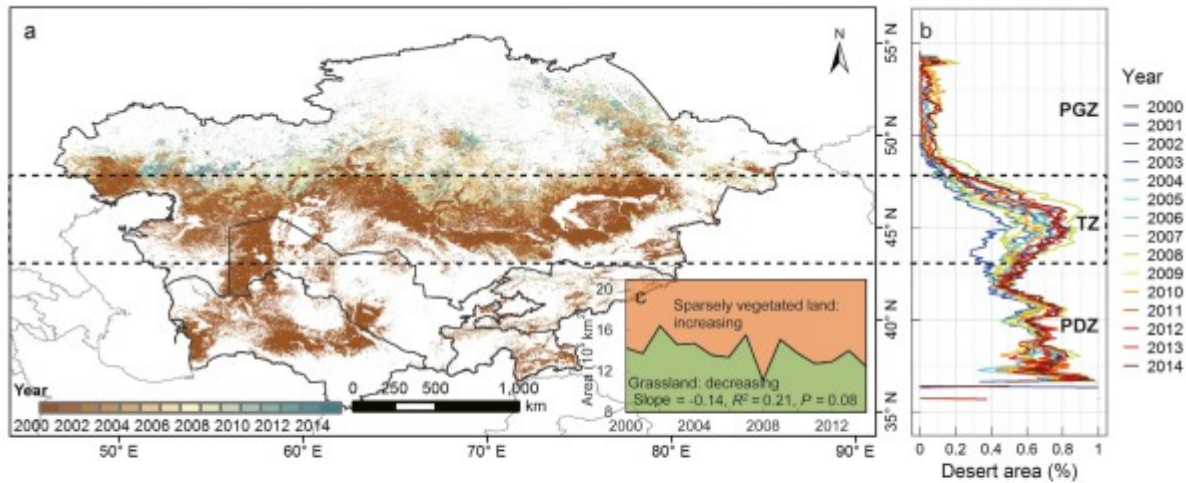 a
N
55° N
50° N
45° N
40° N
35° N
c
Sparsely vegetated land:
increasing
Grassland: decreasing
Slope = -0.14, R² = 0.21, P = 0.08
Area (10⁵ km²)
20
16
12
8
2000 2004 2008 2012
Year
2000 2002 2004 2006 2008 2010 2012 2014
0 250 500 1,000
km
50° E 60° E 70° E 80° E 90° E
b
PGZ
TZ
PDZ
0 0.2 0.4 0.6 0.8 1
Desert area (%)
Year
2000
2001
2002
2003
2004
2005
2006
2007
2008
2009
2010
2011
2012
2013
2014